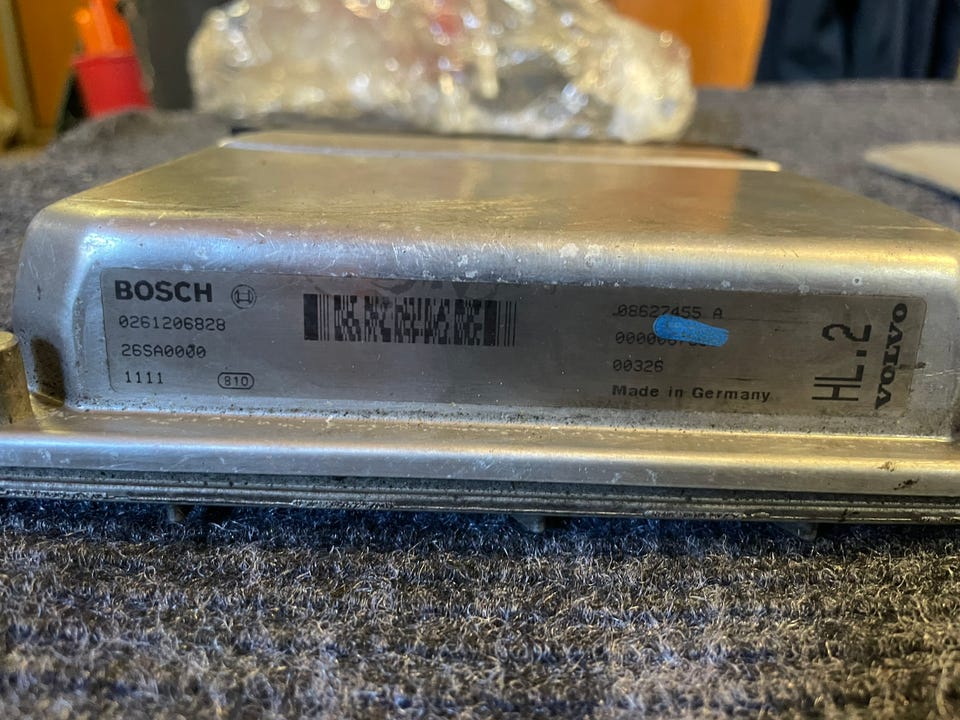 BOSCH
0261206828
26SA0000
1111
810
08627455 A
00326
Made in Germany
HL:2
VOLVO